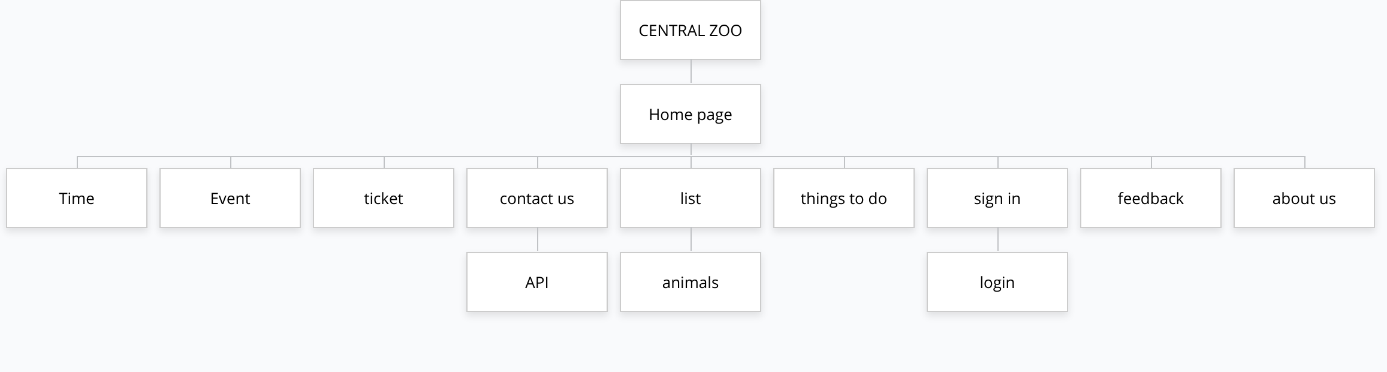 CENTRAL ZOO
Home page
Time
Event
ticket
contact us
list
things to do
sign in
feedback
about us
API
animals
login